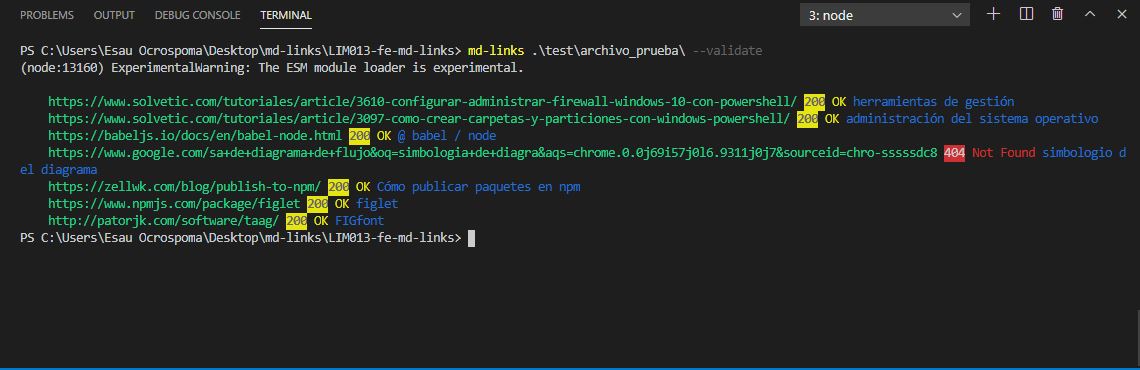 PROBLEMS OUTPUT DEBUG CONSOLE TERMINAL 3: node
PS C:\Users\Esau Ocrospoma\Desktop\md-links\LIM013-fe-md-links> md-links .\test\archivo_prueba\ --validate
(node:13160) ExperimentalWarning: The ESM module loader is experimental.
https://www.solvetic.com/tutoriales/article/3610-configurar-administrar-firewall-windows-10-con-powershell/ 200 OK herramientas de gestión
https://www.solvetic.com/tutoriales/article/3097-como-crear-carpetas-y-particiones-con-windows-powershell/ 200 OK administración del sistema operativo
https://babeljs.io/docs/en/babel-node.html 200 OK @ babel / node
https://www.google.com/sa+de+diagrama+de+flujo&oq=simbologia+de+diagra&aqs=chrome.0.0j69i57j0l6.9311j0j7&sourceid=chro-sssssdc8 404 Not Found simbologio d
el diagrama
https://zellwk.com/blog/publish-to-npm/ 200 OK Cómo publicar paquetes en npm
https://www.npmjs.com/package/figlet 200 OK figlet
http://patorjk.com/software/taag/ 200 OK FIGfont
PS C:\Users\Esau Ocrospoma\Desktop\md-links\LIM013-fe-md-links>